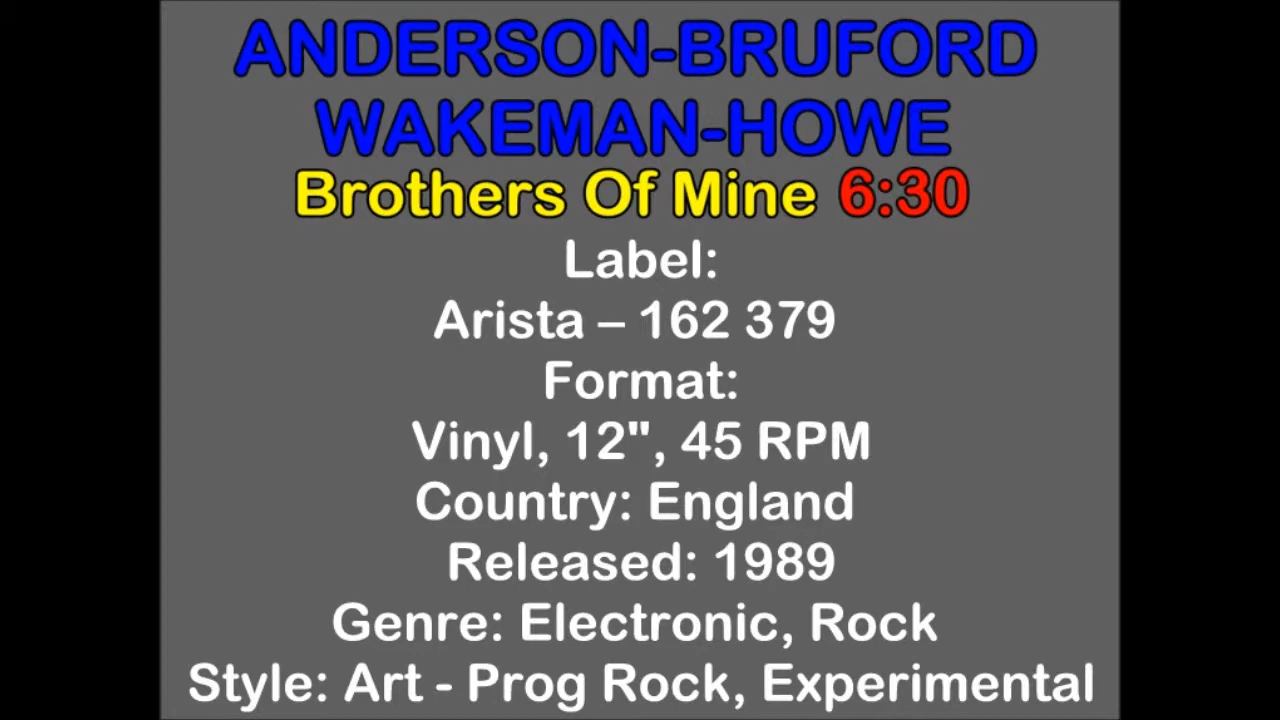 ANDERSON-BRUFORD
WAKEMAN-HOWE
Brothers Of Mine 6:30
Label:
Arista – 162 379
Format:
Vinyl, 12", 45 RPM
Country: England
Released: 1989
Genre: Electronic, Rock
Style: Art - Prog Rock, Experimental